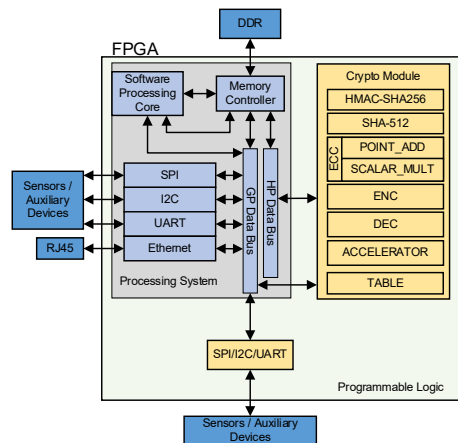 DDR
FPGA
Software
Processing
Core
Memory
Controller
Crypto Module
HMAC-SHA256
SHA-512
ECC
POINT_ADD
SCALAR_MULT
ENC
DEC
ACCELERATOR
TABLE
SPI
I2C
UART
Ethernet
GP Data Bus
HP Data Bus
Sensors /
Auxiliary
Devices
RJ45
Processing System
SPI/I2C/UART
Programmable Logic
Sensors / Auxiliary
Devices